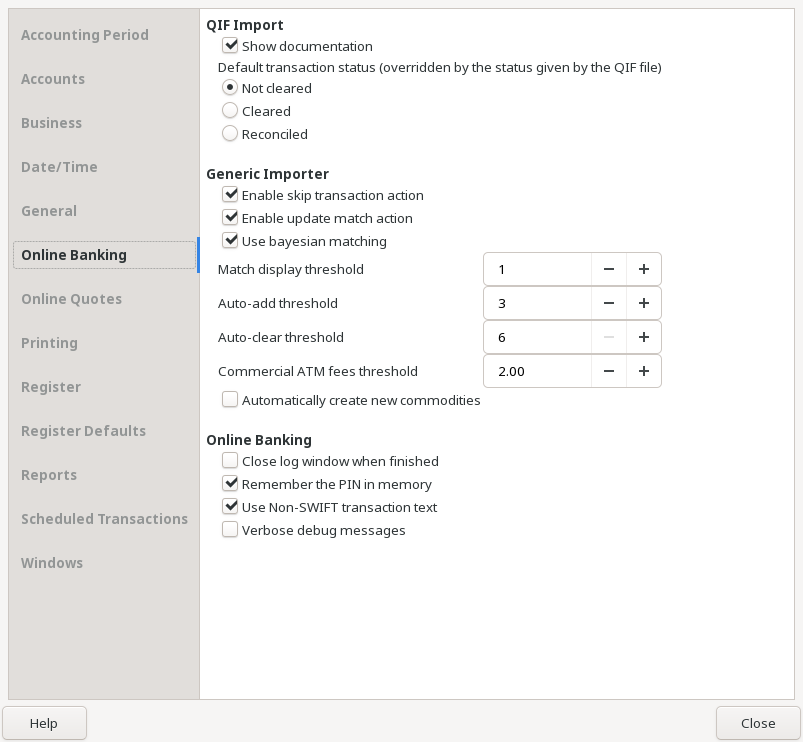 Accounting Period
Accounts
Business
Date/Time
General
Online Banking
Online Quotes
Printing
Register
Register Defaults
Reports
Scheduled Transactions
Windows
QIF Import
Show documentation
Default transaction status (overridden by the status given by the QIF file)
Not cleared
Cleared
Reconciled
Generic Importer
Enable skip transaction action
Enable update match action
Use bayesian matching
Match display threshold 1
Auto-add threshold 3
Auto-clear threshold 6
Commercial ATM fees threshold 2.00
Automatically create new commodities
Online Banking
Close log window when finished
Remember the PIN in memory
Use Non-SWIFT transaction text
Verbose debug messages
Help Close